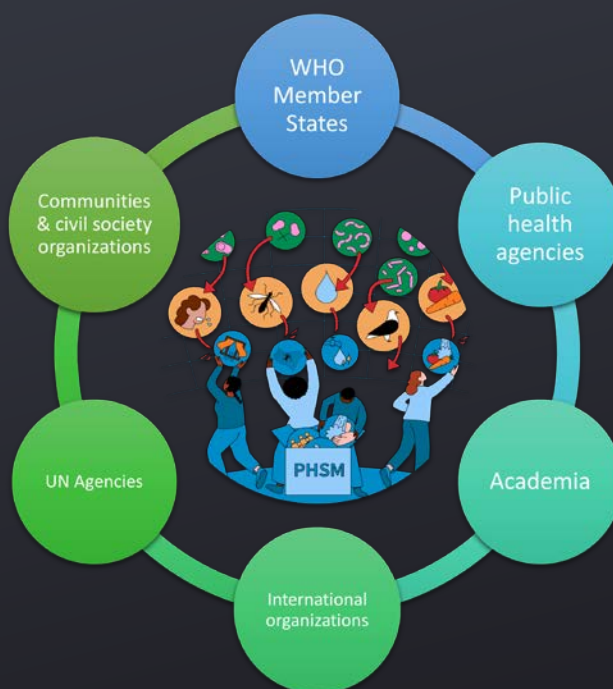 WHO
Member
States
Public
health
agencies
Academia
International
organizations
UN Agencies
Communities
& civil society
organizations
PHSM